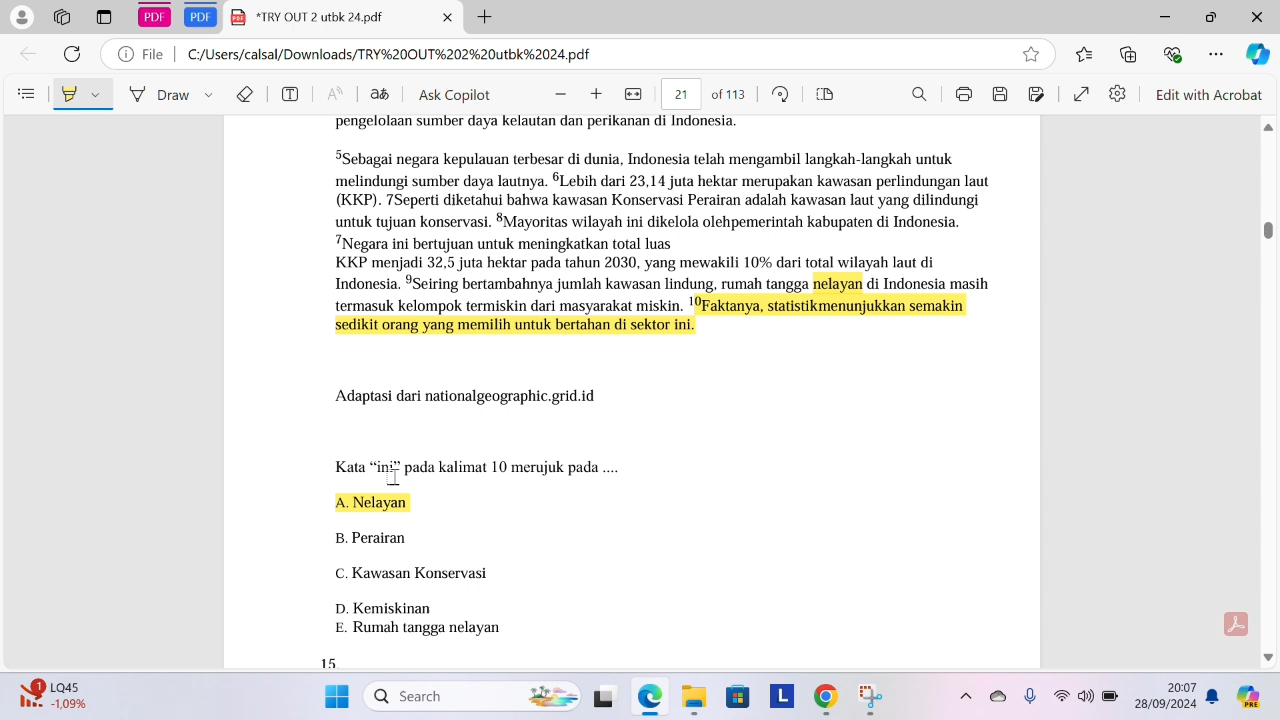 PDF
PDF
PDF
*TRY OUT 2 utbk 24.pdf
File
C:/Users/calsal/Downloads/TRY%20OUT%202%20utbk%2024.pdf
Draw
Ask Copilot
21
of 113
Edit with Acrobat
pengelolaan sumber daya kelautan dan perikanan di Indonesia.
5Sebagai negara kepulauan terbesar di dunia, Indonesia telah mengambil langkah-langkah untuk
melindungi sumber daya lautnya. 6Lebih dari 23,14 juta hektar merupakan kawasan perlindungan laut
(KKP). 7Seperti diketahui bahwa kawasan Konservasi Perairan adalah kawasan laut yang dilindungi
untuk tujuan konservasi. 8Mayoritas wilayah ini dikelola olehpemerintah kabupaten di Indonesia.
7Negara ini bertujuan untuk meningkatkan total luas
KKP menjadi 32,5 juta hektar pada tahun 2030, yang mewakili 10% dari total wilayah laut di
Indonesia. 9Seiring bertambahnya jumlah kawasan lindung, rumah tangga nelayan di Indonesia masih
termasuk kelompok termiskin dari masyarakat miskin. 10Faktanya, statistikmenunjukkan semakin
sedikit orang yang memilih untuk bertahan di sektor ini.
Adaptasi dari nationalgeographic.grid.id
Kata “ini” pada kalimat 10 merujuk pada ....
A. Nelayan
B. Perairan
C. Kawasan Konservasi
D. Kemiskinan
E. Rumah tangga nelayan
15.
1
LQ45
-1,09%
Search
L
20:07
28/09/2024
PRE